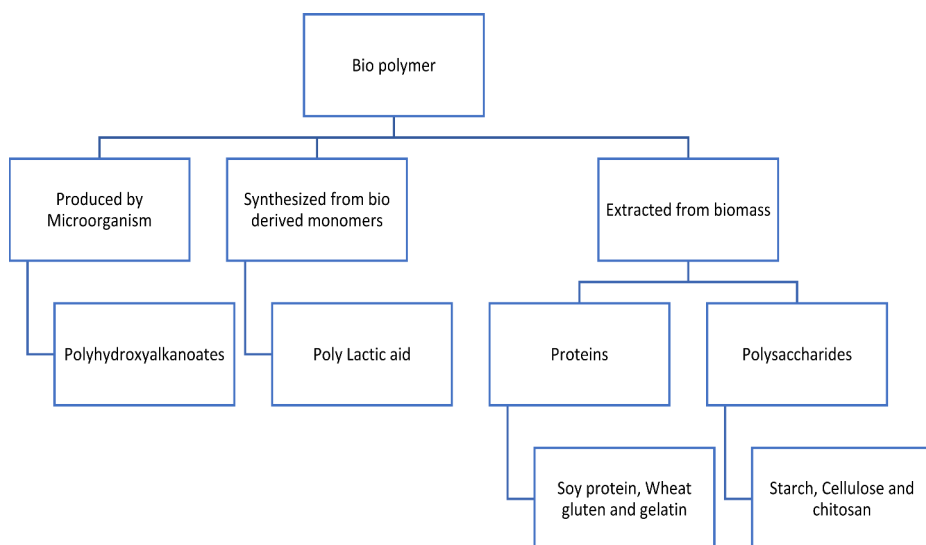 Bio polymer
Produced by
Microorganism
Synthesized from bio
derived monomers
Extracted from biomass
Polyhydroxyalkanoates
Poly Lactic aid
Proteins
Polysaccharides
Soy protein, Wheat
gluten and gelatin
Starch, Cellulose and
chitosan